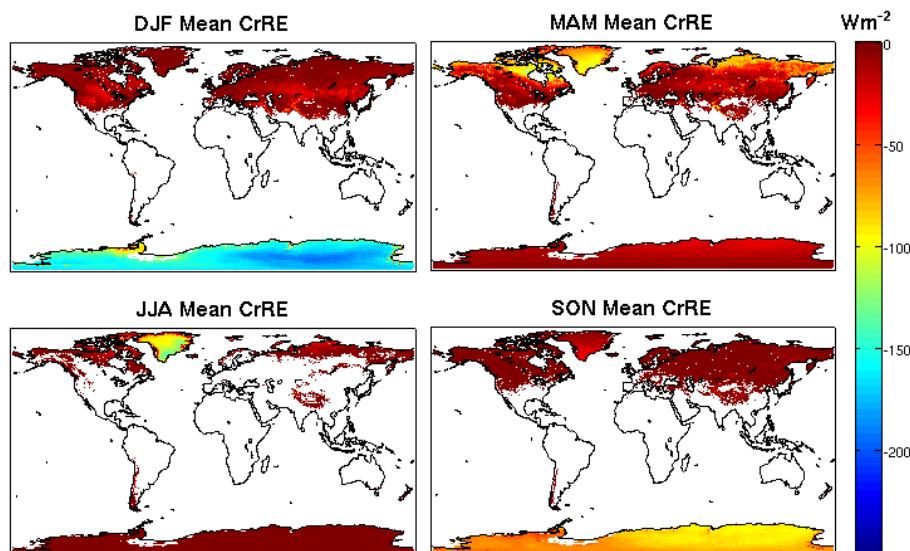 DJF Mean CrRE
MAM Mean CrRE
Wm⁻²
0
-50
-100
-150
-200
JJA Mean CrRE
SON Mean CrRE